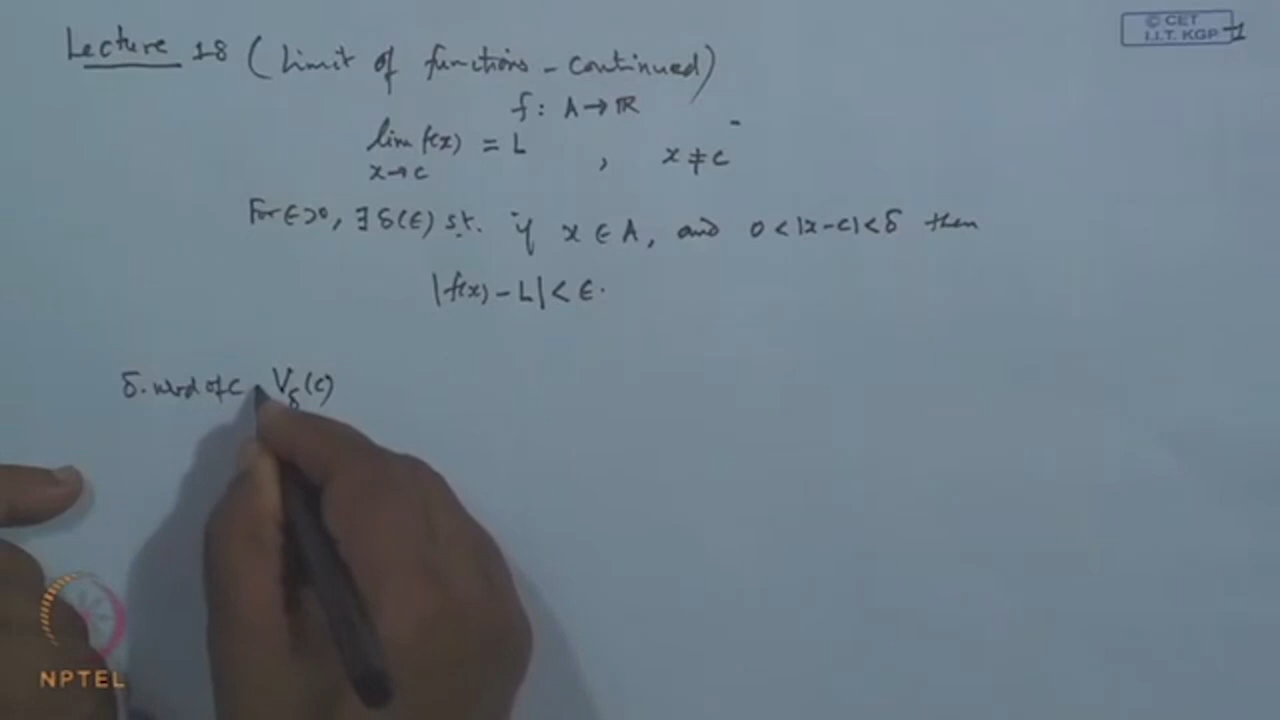 Lecture 18 (Limit of functions - continued)
© CET
I.I.T. KGP
f: A → ℝ
lim f(x) = L , x ≠ c
x→c
For ϵ>0, ∃ δ(ϵ) s.t. if x ∈ A, and 0 < |x-c| < δ then
|f(x) - L| < ϵ.
δ. nbd of c V_δ(c)
NPTEL